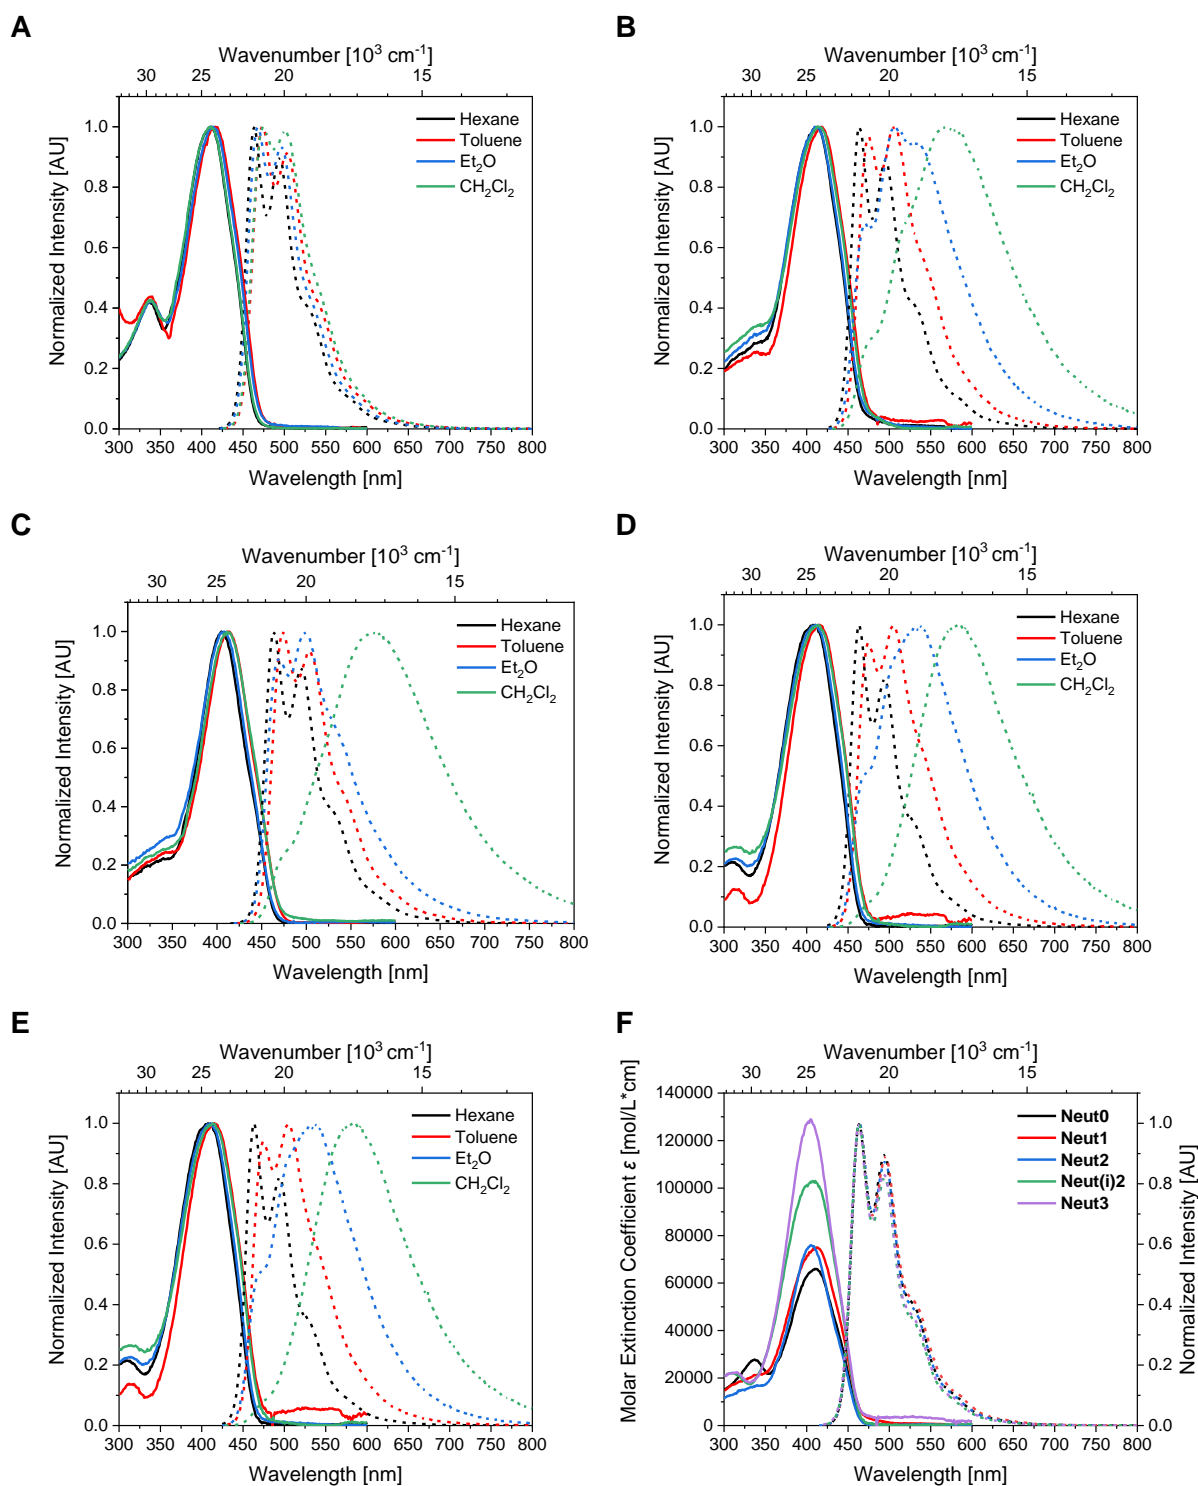 A
Wavenumber [10³ cm⁻¹]
30 25 20 15
1.0
0.8
0.6
0.4
0.2
0.0
Normalized Intensity [AU]
Hexane
Toluene
Et₂O
CH₂Cl₂
300 350 400 450 500 550 600 650 700 750 800
Wavelength [nm]
B
Wavenumber [10³ cm⁻¹]
30 25 20 15
1.0
0.8
0.6
0.4
0.2
0.0
Normalized Intensity [AU]
Hexane
Toluene
Et₂O
CH₂Cl₂
300 350 400 450 500 550 600 650 700 750 800
Wavelength [nm]
C
Wavenumber [10³ cm⁻¹]
30 25 20 15
1.0
0.8
0.6
0.4
0.2
0.0
Normalized Intensity [AU]
Hexane
Toluene
Et₂O
CH₂Cl₂
300 350 400 450 500 550 600 650 700 750 800
Wavelength [nm]
D
Wavenumber [10³ cm⁻¹]
30 25 20 15
1.0
0.8
0.6
0.4
0.2
0.0
Normalized Intensity [AU]
Hexane
Toluene
Et₂O
CH₂Cl₂
300 350 400 450 500 550 600 650 700 750 800
Wavelength [nm]
E
Wavenumber [10³ cm⁻¹]
30 25 20 15
1.0
0.8
0.6
0.4
0.2
0.0
Normalized Intensity [AU]
Hexane
Toluene
Et₂O
CH₂Cl₂
300 350 400 450 500 550 600 650 700 750 800
Wavelength [nm]
F
Wavenumber [10³ cm⁻¹]
30 25 20 15
140000
120000
100000
80000
60000
40000
20000
0
Molar Extinction Coefficient ε [mol/L*cm]
Neut0
Neut1
Neut2
Neut(i)2
Neut3
1.0
0.8
0.6
0.4
0.2
0.0
Normalized Intensity [AU]
300 350 400 450 500 550 600 650 700 750 800
Wavelength [nm]